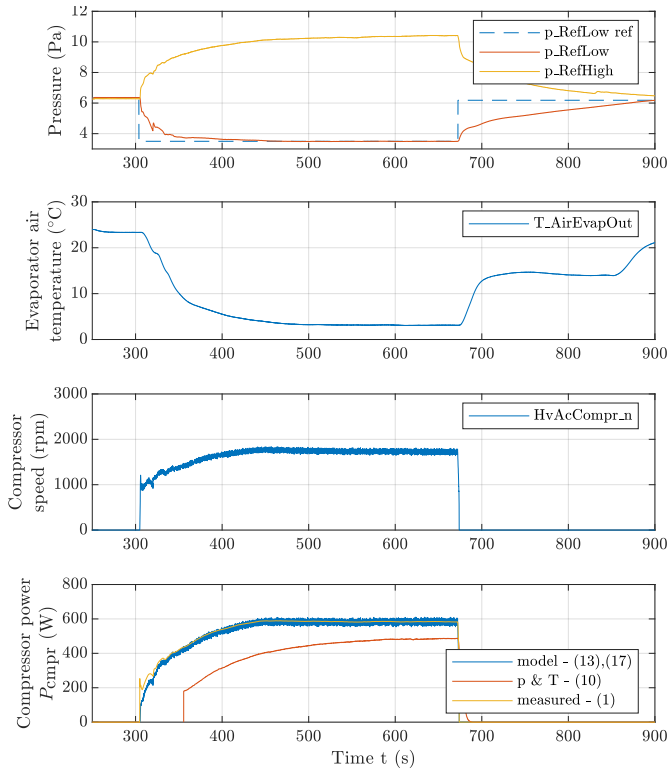 Pressure (Pa)
10
8
6
4
p_RefLow ref
p_RefLow
p_RefHigh
300 400 500 600 700 800 900
Evaporator air
temperature (°C)
30
20
10
0
T_AirEvapOut
300 400 500 600 700 800 900
Compressor
speed (rpm)
3000
2000
1000
0
HvAcCompr_n
300 400 500 600 700 800 900
Compressor power
Pcmpr (W)
800
600
400
200
0
model - (13),(17)
p & T - (10)
measured - (1)
300 400 500 600 700 800 900
Time t (s)